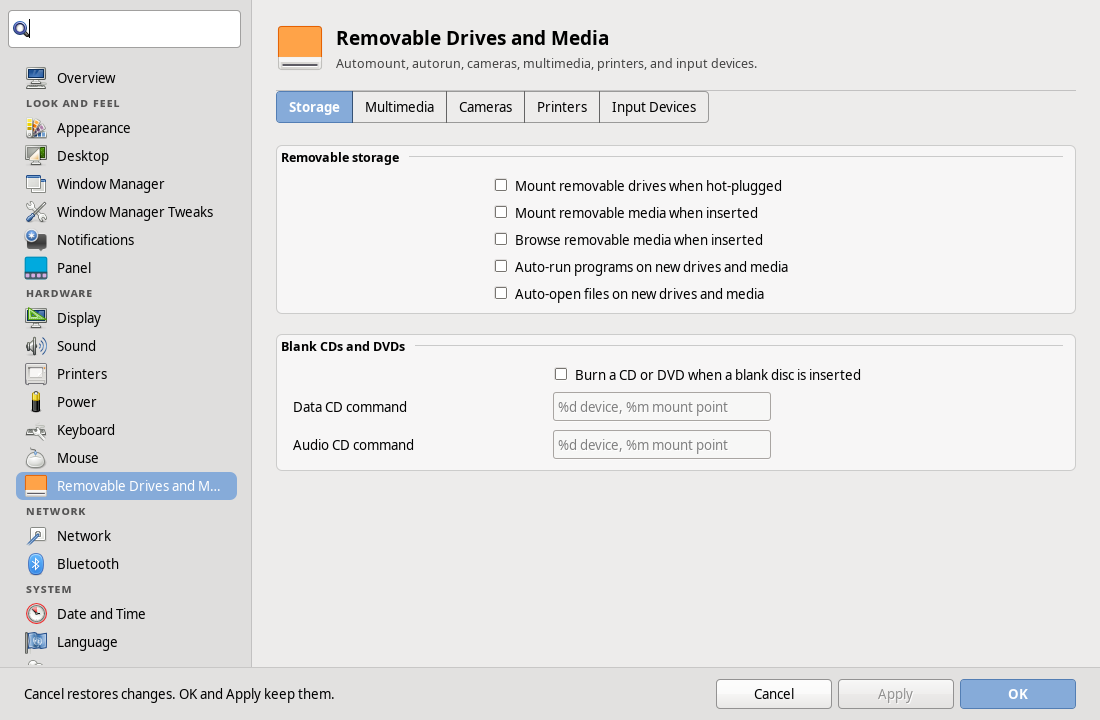 Overview
LOOK AND FEEL
Appearance
Desktop
Window Manager
Window Manager Tweaks
Notifications
Panel
HARDWARE
Display
Sound
Printers
Power
Keyboard
Mouse
Removable Drives and M...
NETWORK
Network
Bluetooth
SYSTEM
Date and Time
Language
Removable Drives and Media
Automount, autorun, cameras, multimedia, printers, and input devices.
Storage Multimedia Cameras Printers Input Devices
Removable storage
Mount removable drives when hot-plugged
Mount removable media when inserted
Browse removable media when inserted
Auto-run programs on new drives and media
Auto-open files on new drives and media
Blank CDs and DVDs
Burn a CD or DVD when a blank disc is inserted
Data CD command %d device, %m mount point
Audio CD command %d device, %m mount point
Cancel restores changes. OK and Apply keep them.
Cancel Apply OK